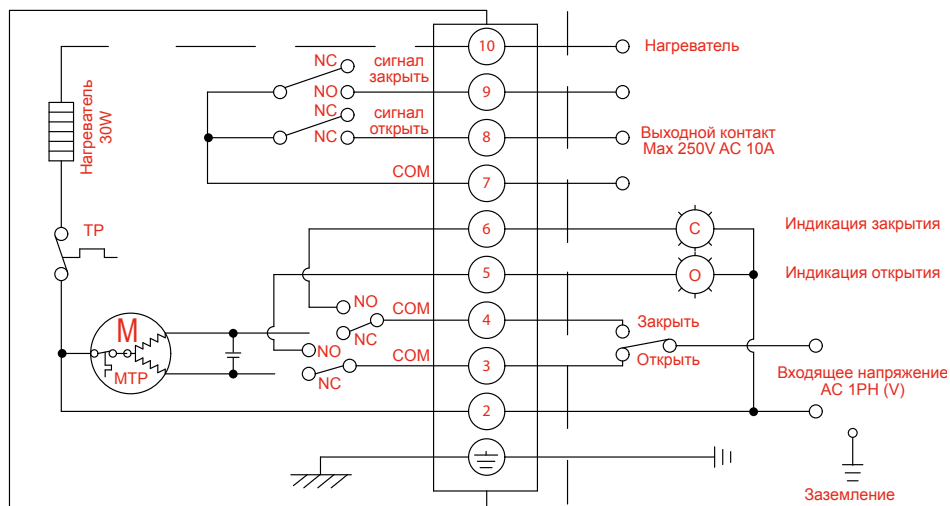 10
Нагреватель
NC
сигнал
закрыть
NO
9
NC
сигнал
открыть
NC
8
Выходной контакт
Max 250V AC 10A
Нагреватель
30W
COM
7
TP
6
C
Индикация закрытия
5
O
Индикация открытия
NO
COM
4
Закрыть
NC
M
MTP
NO
COM
3
Открыть
NC
Входящее напряжение
AC 1PH (V)
2
Заземление